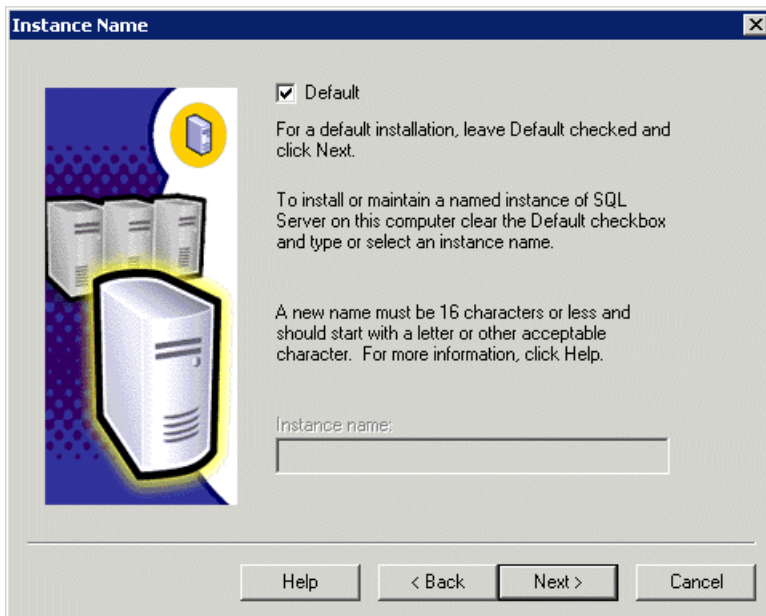 Instance Name
Default
For a default installation, leave Default checked and
click Next.
To install or maintain a named instance of SQL
Server on this computer clear the Default checkbox
and type or select an instance name.
A new name must be 16 characters or less and
should start with a letter or other acceptable
character.  For more information, click Help.
Instance name:
Help
< Back
Next >
Cancel